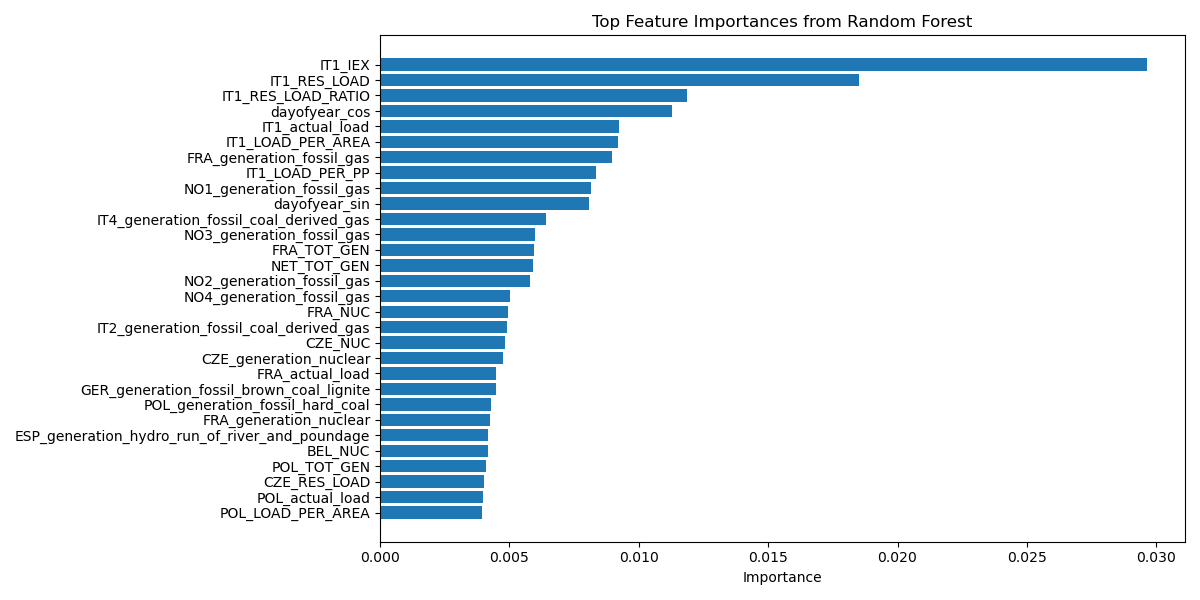 Top Feature Importances from Random Forest
IT1_IEX
IT1_RES_LOAD
IT1_RES_LOAD_RATIO
dayofyear_cos
IT1_actual_load
IT1_LOAD_PER_AREA
FRA_generation_fossil_gas
IT1_LOAD_PER_PP
NO1_generation_fossil_gas
dayofyear_sin
IT4_generation_fossil_coal_derived_gas
NO3_generation_fossil_gas
FRA_TOT_GEN
NET_TOT_GEN
NO2_generation_fossil_gas
NO4_generation_fossil_gas
FRA_NUC
IT2_generation_fossil_coal_derived_gas
CZE_NUC
CZE_generation_nuclear
FRA_actual_load
GER_generation_fossil_brown_coal_lignite
POL_generation_fossil_hard_coal
FRA_generation_nuclear
ESP_generation_hydro_run_of_river_and_poundage
BEL_NUC
POL_TOT_GEN
CZE_RES_LOAD
POL_actual_load
POL_LOAD_PER_AREA
0.000 0.005 0.010 0.015 0.020 0.025 0.030
Importance